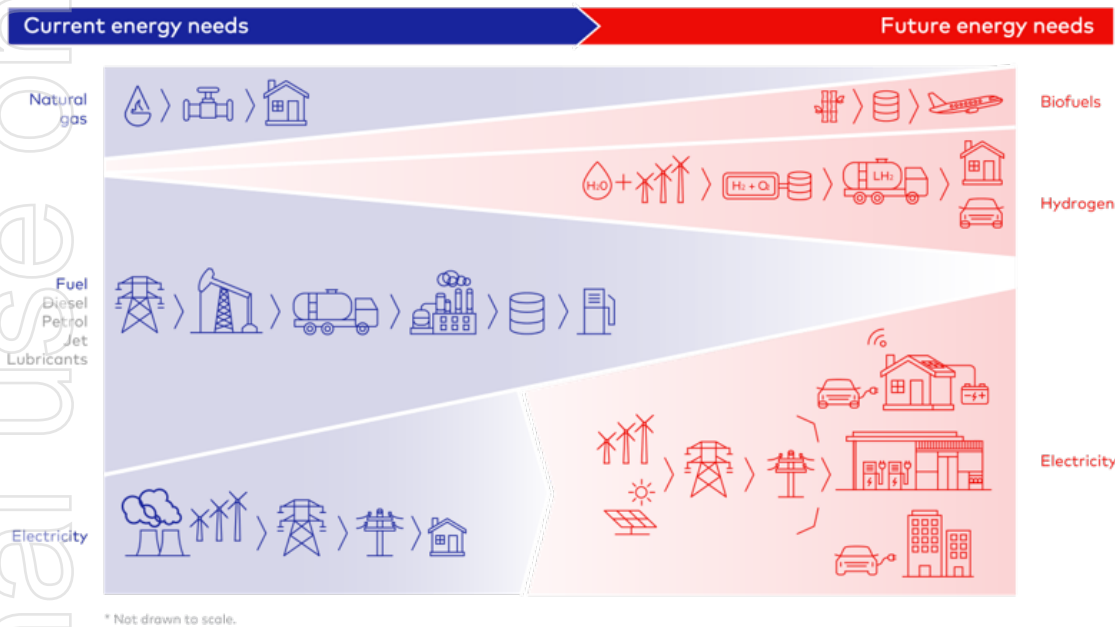 Current energy needs
Future energy needs
Natural
gas
Biofuels
H₂O
H₂ + O₂
LH₂
Hydrogen
Fuel
Diesel
Petrol
Jet
Lubricants
Electricity
Electricity
* Not drawn to scale.
use